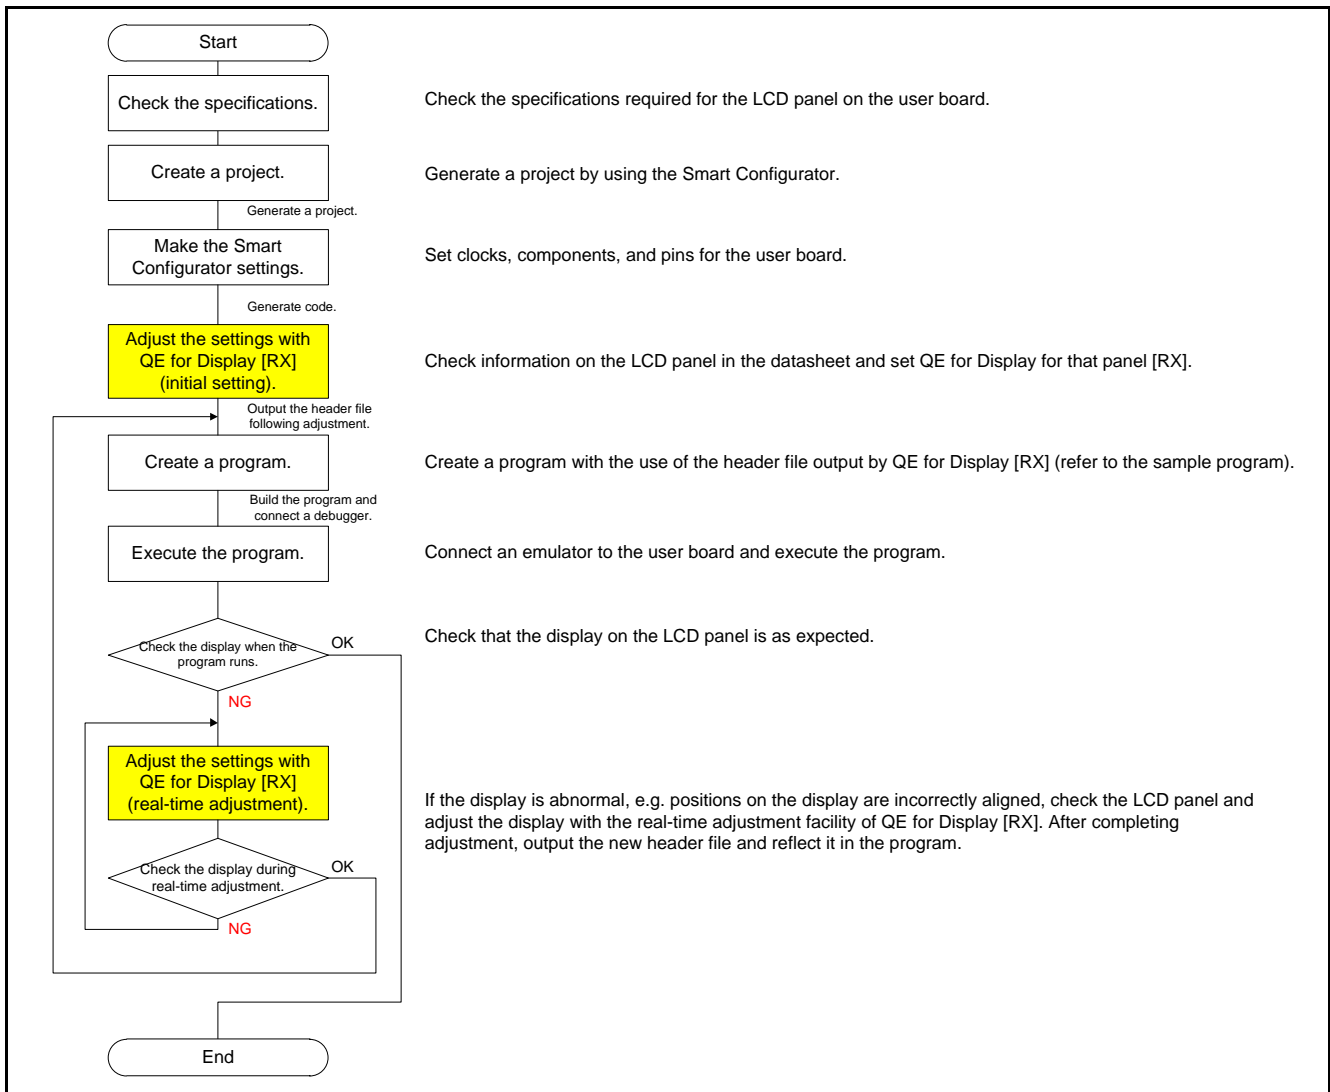 Start
Check the specifications.
Check the specifications required for the LCD panel on the user board.
Create a project.
Generate a project by using the Smart Configurator.
Generate a project.
Make the Smart
Configurator settings.
Set clocks, components, and pins for the user board.
Generate code.
Adjust the settings with
QE for Display [RX]
(initial setting).
Check information on the LCD panel in the datasheet and set QE for Display for that panel [RX].
Output the header file
following adjustment.
Create a program.
Create a program with the use of the header file output by QE for Display [RX] (refer to the sample program).
Build the program and
connect a debugger.
Execute the program.
Connect an emulator to the user board and execute the program.
Check the display when the
program runs.
OK
Check that the display on the LCD panel is as expected.
NG
Adjust the settings with
QE for Display [RX]
(real-time adjustment).
If the display is abnormal, e.g. positions on the display are incorrectly aligned, check the LCD panel and
adjust the display with the real-time adjustment facility of QE for Display [RX]. After completing
adjustment, output the new header file and reflect it in the program.
Check the display during
real-time adjustment.
OK
NG
End